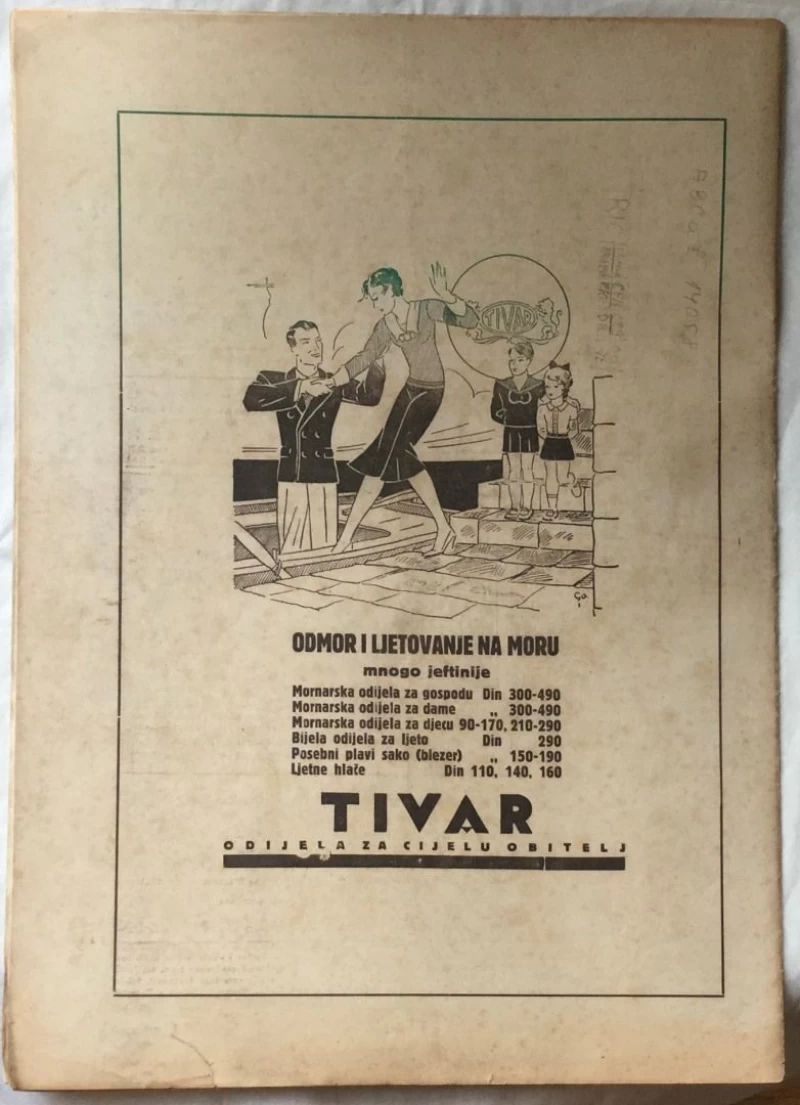 TIVAR
Ga
ODMOR I LJETOVANJE NA MORU
mnogo jeftinije
Mornarska odijela za gospodu Din 300-490
Mornarska odijela za dame „ 300-490
Mornarska odijela za djecu 90-170, 210-290
Bijela odijela za ljeto Din 290
Posebni plavi sako (blezer) „ 150-190
Ljetne hlače Din 110, 140, 160
TIVAR
ODIJELA ZA CIJELU OBITELJ